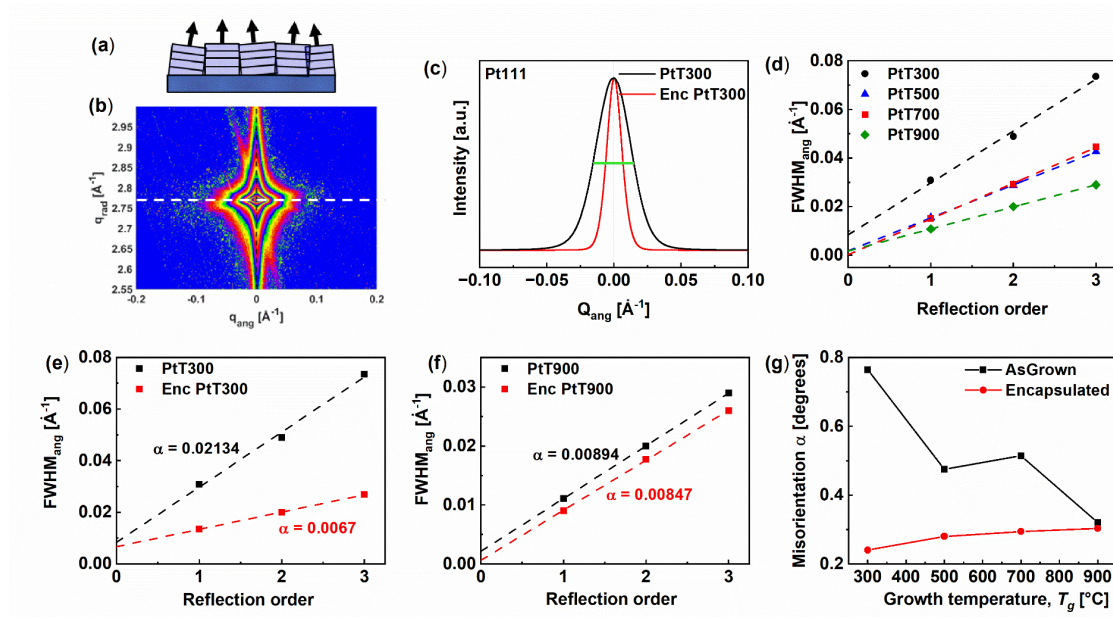 (a)
(b)
2.95
2.9
2.85
2.8
2.75
2.7
2.65
2.6
2.55
q_rad [Å⁻¹]
-0.2
-0.1
0
0.1
0.2
q_ang [Å⁻¹]
(c)
Pt111
PtT300
Enc PtT300
Intensity [a.u.]
−0.10
−0.05
0.00
0.05
0.10
Q_ang [Å⁻¹]
(d)
PtT300
PtT500
PtT700
PtT900
FWHM_ang [Å⁻¹]
0.08
0.06
0.04
0.02
0.00
0
1
2
3
Reflection order
(e)
PtT300
Enc PtT300
FWHM_ang [Å⁻¹]
0.08
0.06
0.04
0.02
0.00
α = 0.02134
α = 0.0067
0
1
2
3
Reflection order
(f)
PtT900
Enc PtT900
FWHM_ang [Å⁻¹]
0.03
0.02
0.01
0.00
α = 0.00894
α = 0.00847
0
1
2
3
Reflection order
(g)
AsGrown
Encapsulated
Misorientation α [degrees]
0.8
0.6
0.4
0.2
300 400 500 600 700 800 900
Growth temperature, T_g [°C]